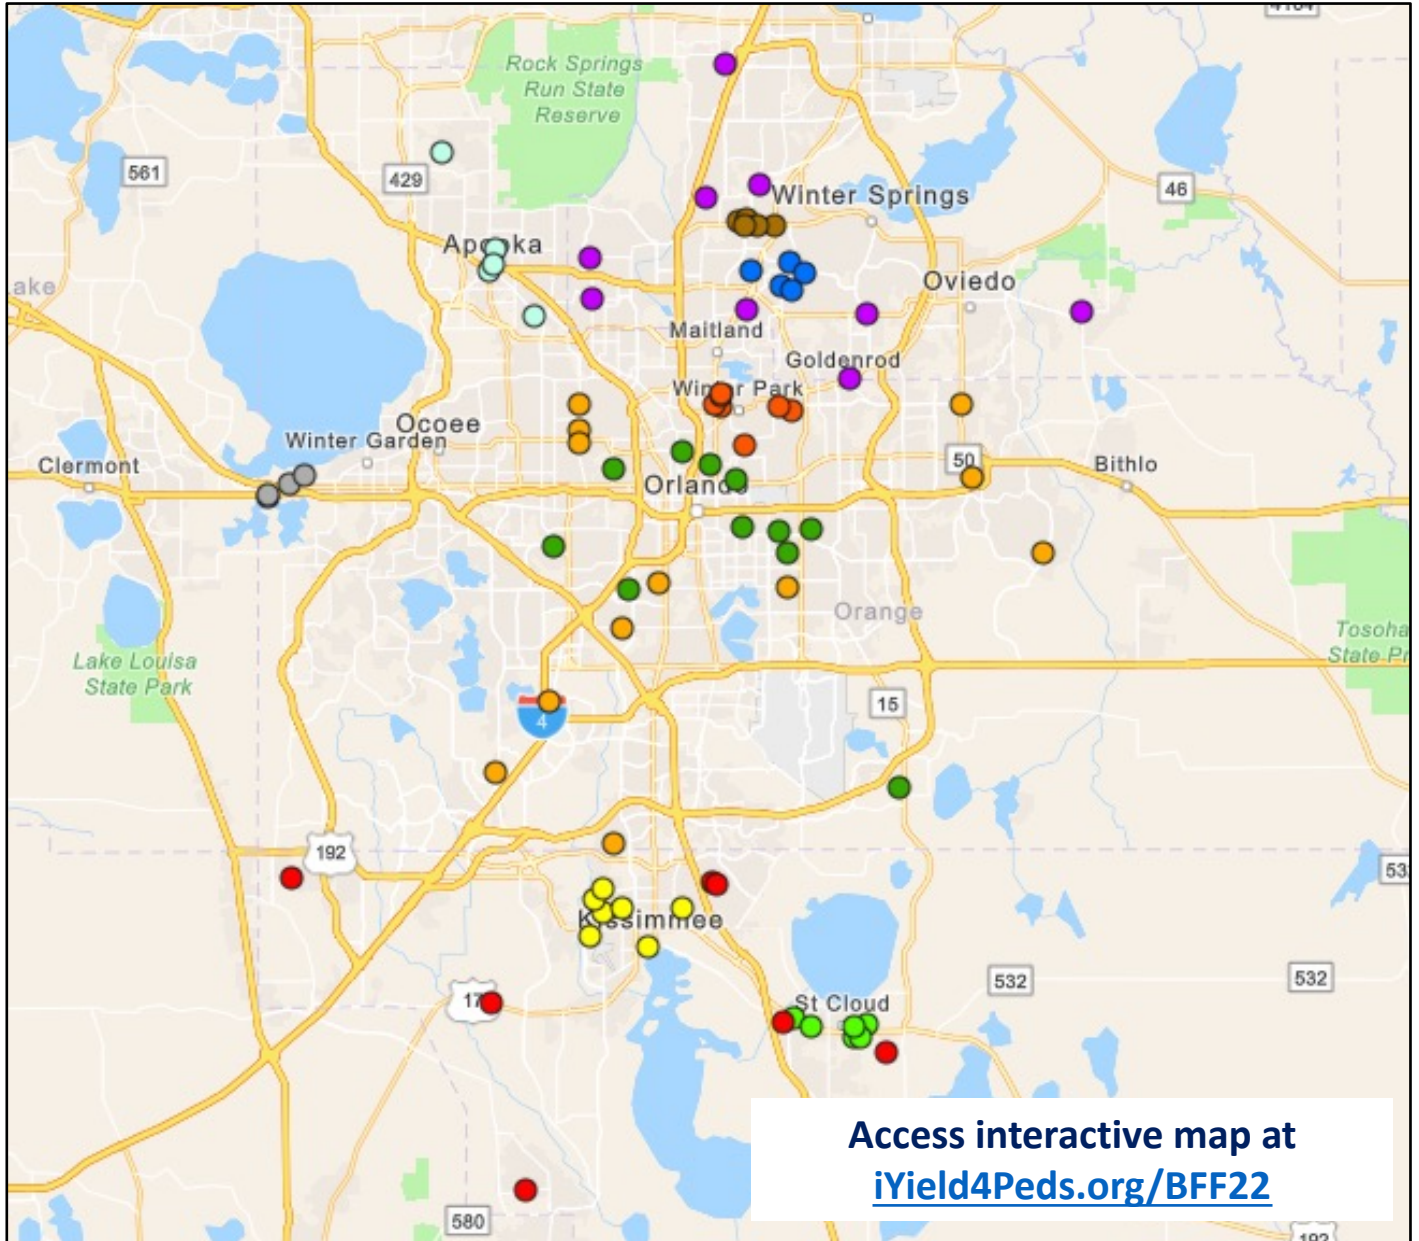 Rock Springs
Run State
Reserve
561
429
46
Winter Springs
Oviedo
Maitland
Goldenrod
Winter Park
Ocoee
Winter Garden
Clermont
50
Bithlo
Orlando
Orange
Lake Louisa
State Park
Tosoha
State Pr
15
4
192
53
Kissimmee
17
St Cloud
532
532
580
Access interactive map at
iYield4Peds.org/BFF22